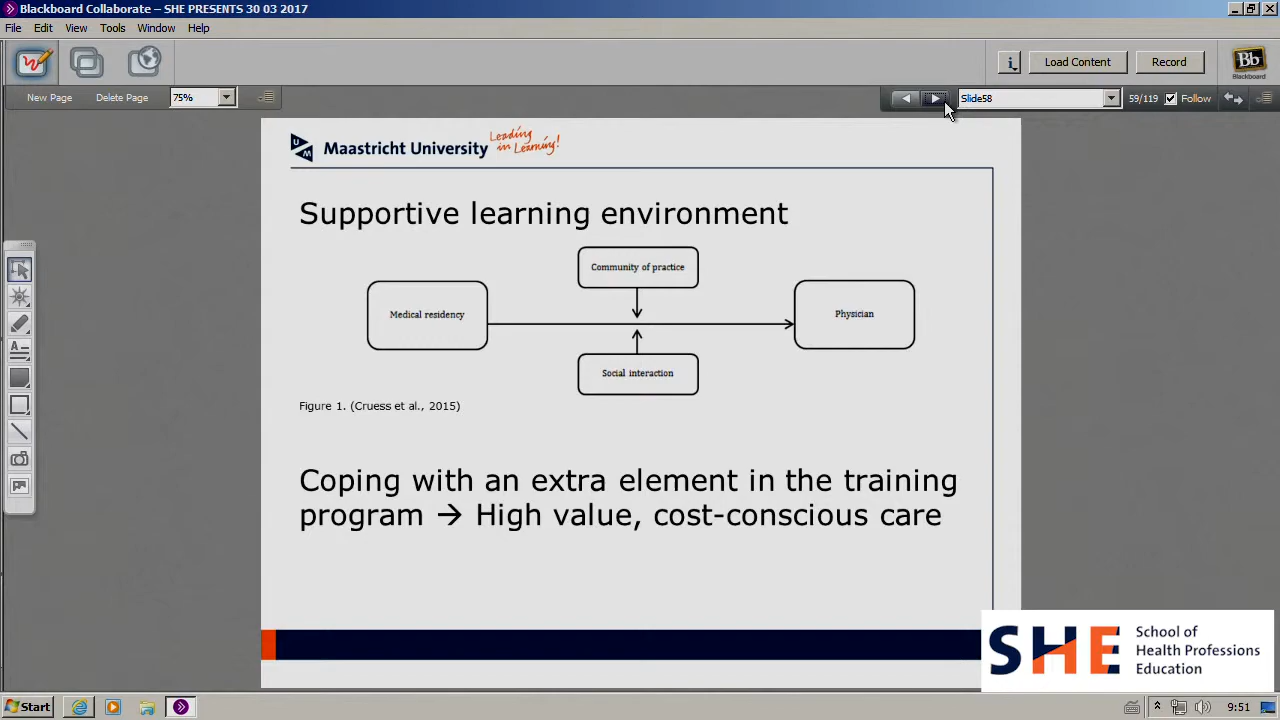 Blackboard Collaborate – SHE PRESENTS 30 03 2017
File Edit View Tools Window Help
i Load Content Record Bb
Blackboard
New Page Delete Page 75% Slide58 59/119 Follow
UM Maastricht University Leading
in Learning!
Supportive learning environment
Community of practice
Medical residency
Physician
Social interaction
Figure 1. (Cruess et al., 2015)
Coping with an extra element in the training
program → High value, cost-conscious care
SHE
School of
Health Professions
Education
Start 9:51